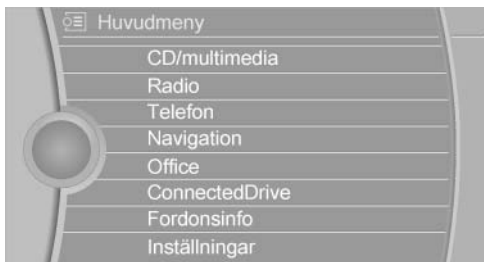 Huvudmeny
CD/multimedia
Radio
Telefon
Navigation
Office
ConnectedDrive
Fordonsinfo
Inställningar